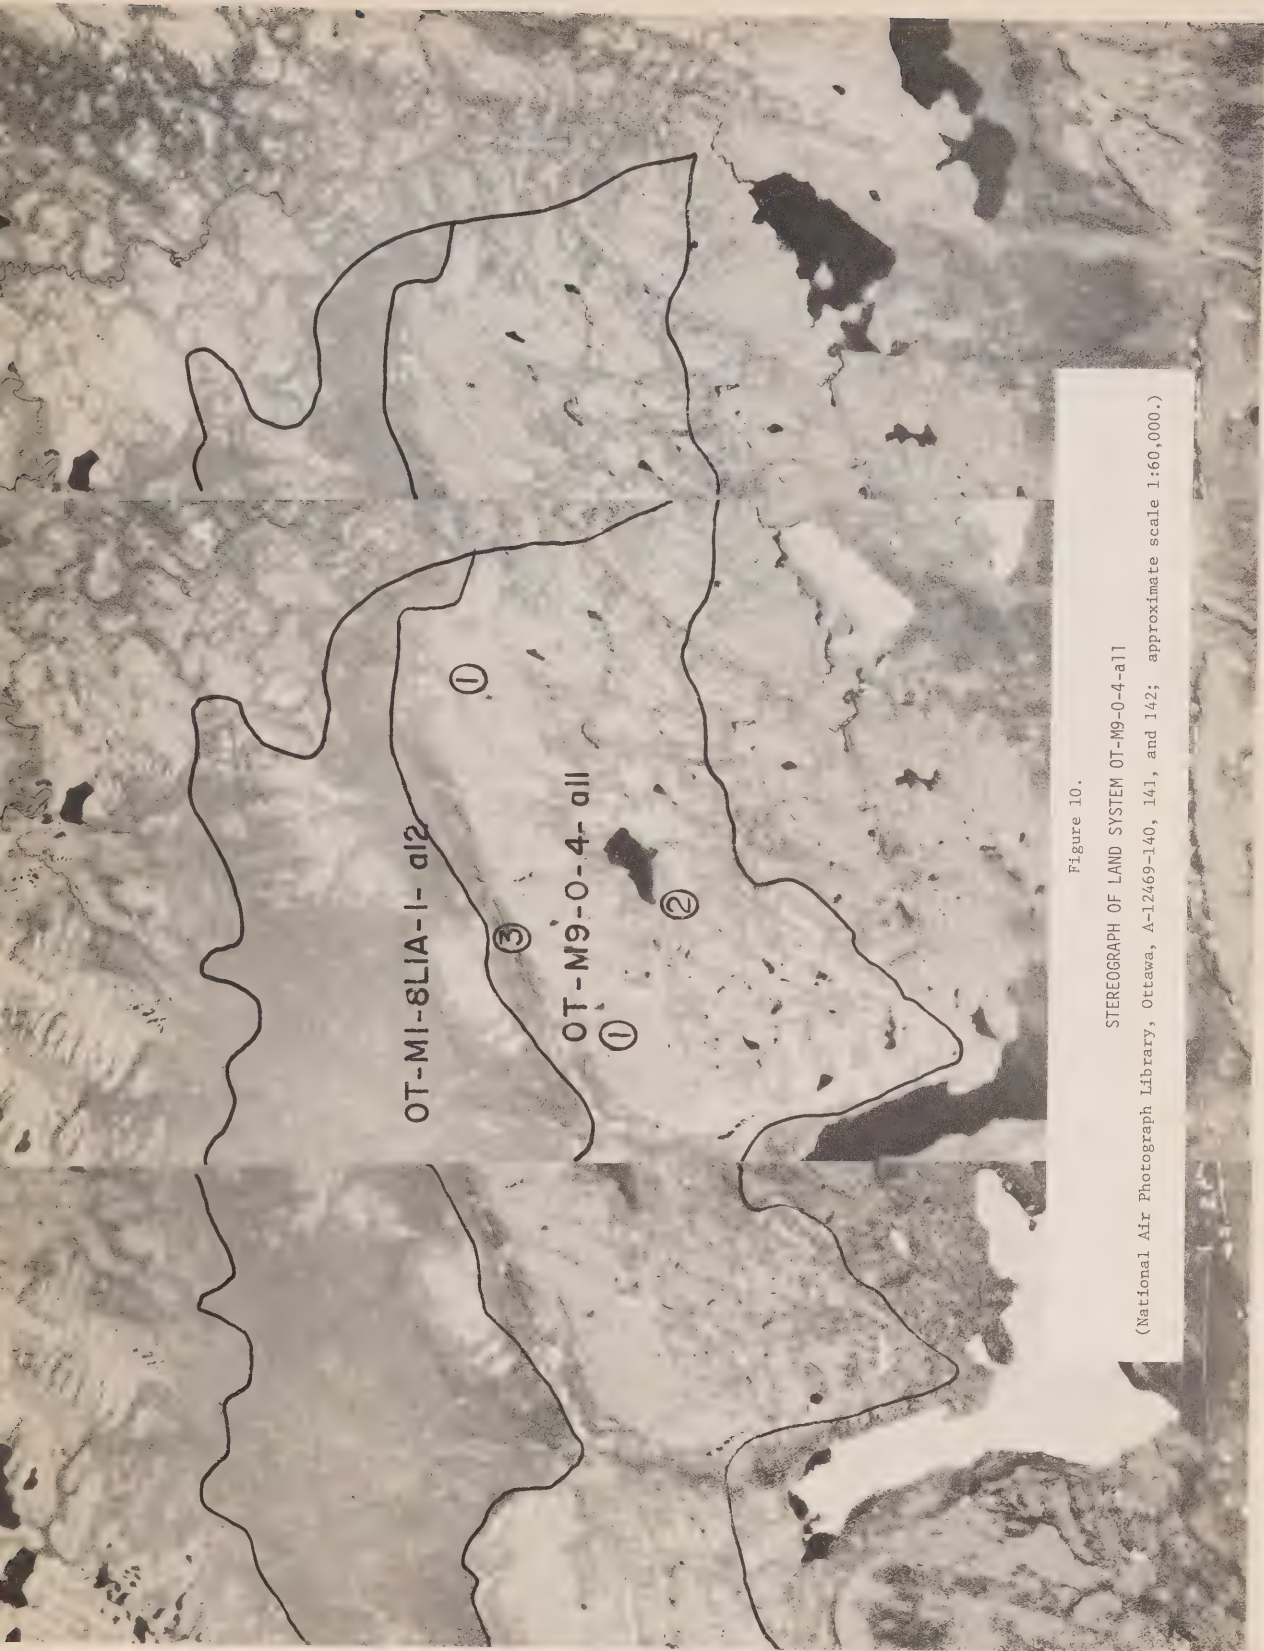 OT-M1-8L1A-1-a12
①
③
OT-M9-0-4-a11
②
①
Figure 10.
STEREOGRAPH OF LAND SYSTEM OT-M9-0-4-a11
(National Air Photograph Library, Ottawa, A-12469-140, 141, and 142; approximate scale 1:60,000.)